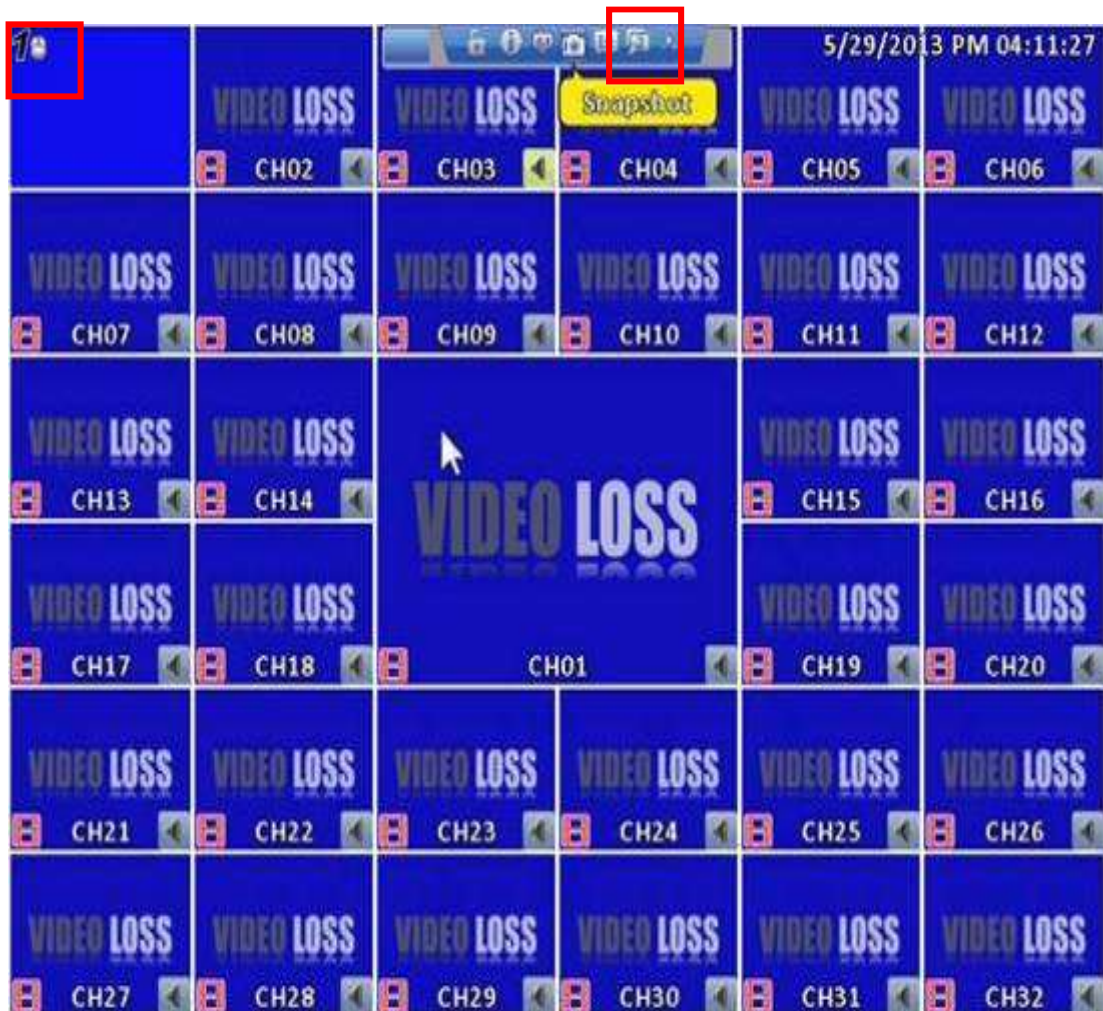 1
5/29/2013 PM 04:11:27
Snapshot
VIDEO LOSS VIDEO LOSS VIDEO LOSS VIDEO LOSS
CH02 CH03 CH04 CH05 CH06
VIDEO LOSS VIDEO LOSS VIDEO LOSS VIDEO LOSS VIDEO LOSS VIDEO LOSS
CH07 CH08 CH09 CH10 CH11 CH12
VIDEO LOSS VIDEO LOSS VIDEO LOSS VIDEO LOSS
CH13 CH14 CH15 CH16
VIDEO LOSS
VIDEO LOSS VIDEO LOSS VIDEO LOSS VIDEO LOSS
CH17 CH18 CH01 CH19 CH20
VIDEO LOSS VIDEO LOSS VIDEO LOSS VIDEO LOSS VIDEO LOSS VIDEO LOSS
CH21 CH22 CH23 CH24 CH25 CH26
VIDEO LOSS VIDEO LOSS VIDEO LOSS VIDEO LOSS VIDEO LOSS VIDEO LOSS
CH27 CH28 CH29 CH30 CH31 CH32